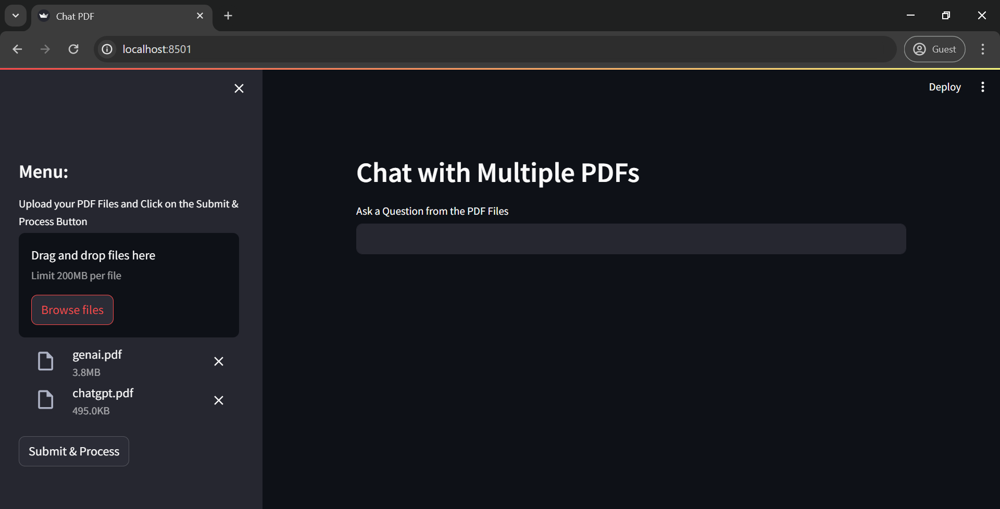 Chat PDF
localhost:8501
Guest
Deploy
Menu:
Upload your PDF Files and Click on the Submit &
Process Button
Drag and drop files here
Limit 200MB per file
Browse files
genai.pdf
3.8MB
chatgpt.pdf
495.0KB
Submit & Process
Chat with Multiple PDFs
Ask a Question from the PDF Files